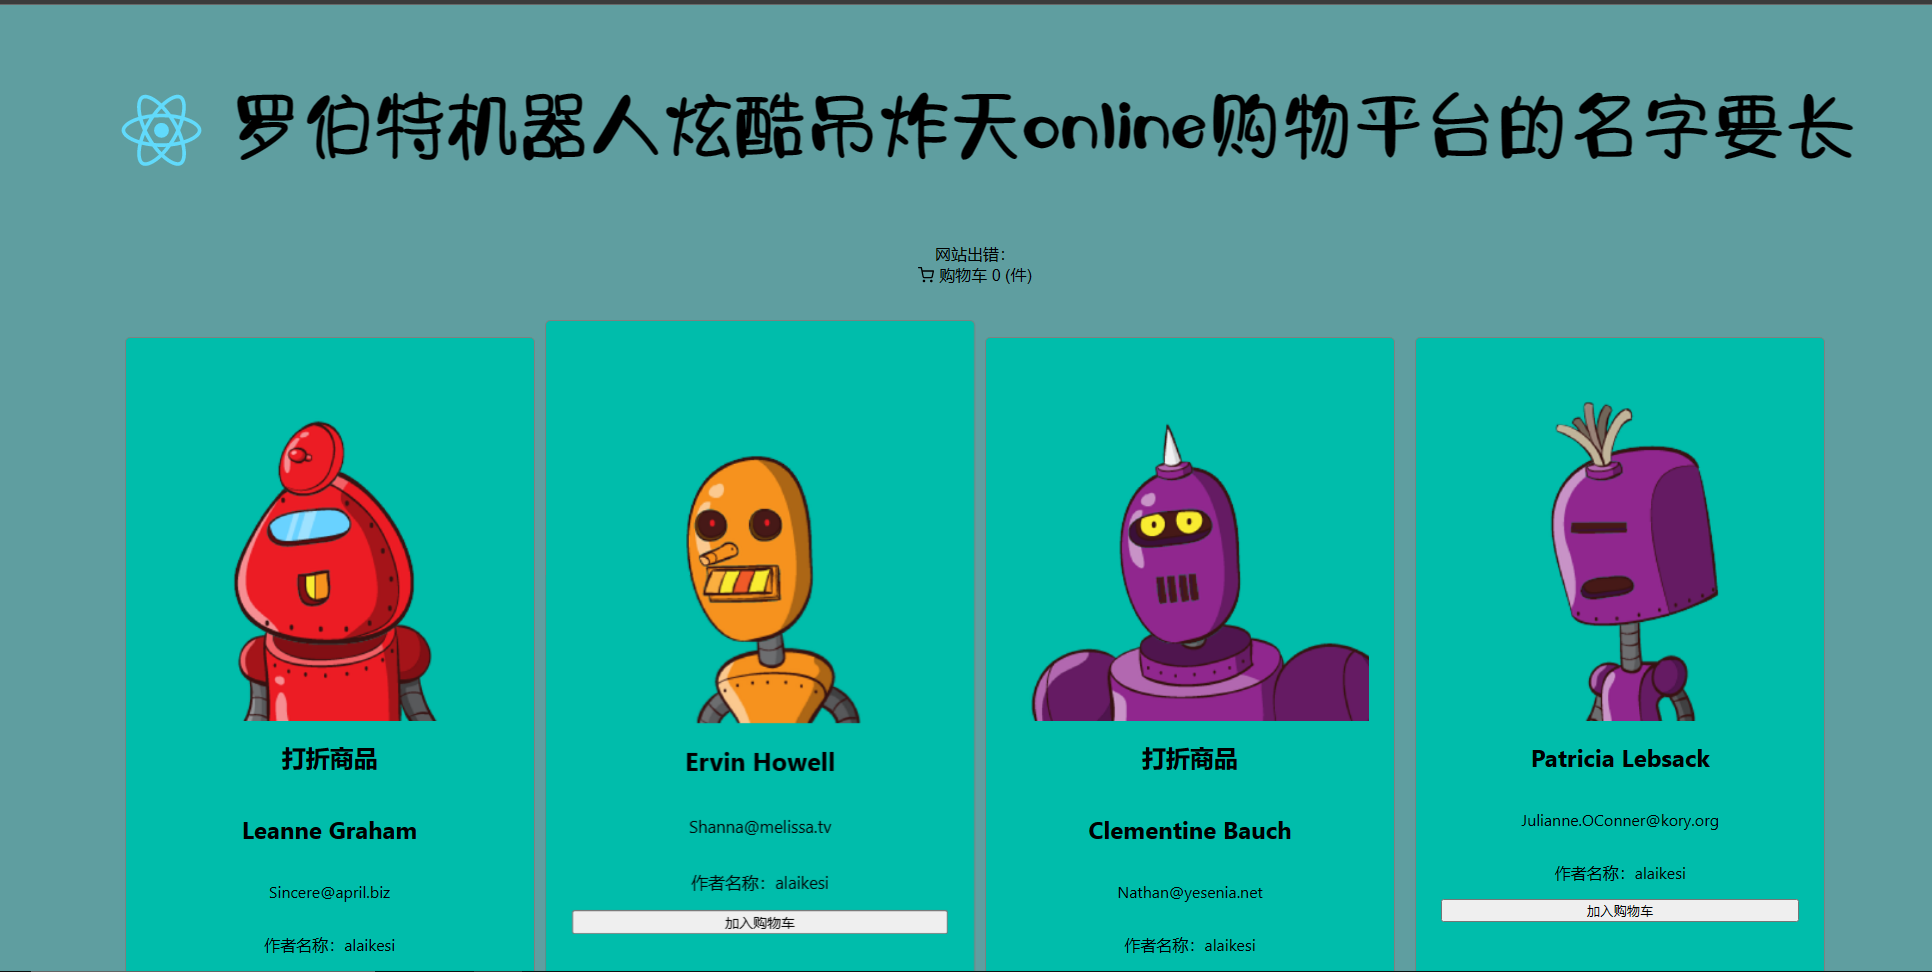 罗伯特机器人炫酷吊炸天online购物平台的名字要长
网站出错：
购物车 0 (件)
打折商品
Leanne Graham
Sincere@april.biz
作者名称：alaikesi
Ervin Howell
Shanna@melissa.tv
作者名称：alaikesi
加入购物车
打折商品
Clementine Bauch
Nathan@yesenia.net
作者名称：alaikesi
Patricia Lebsack
Julianne.OConner@kory.org
作者名称：alaikesi
加入购物车